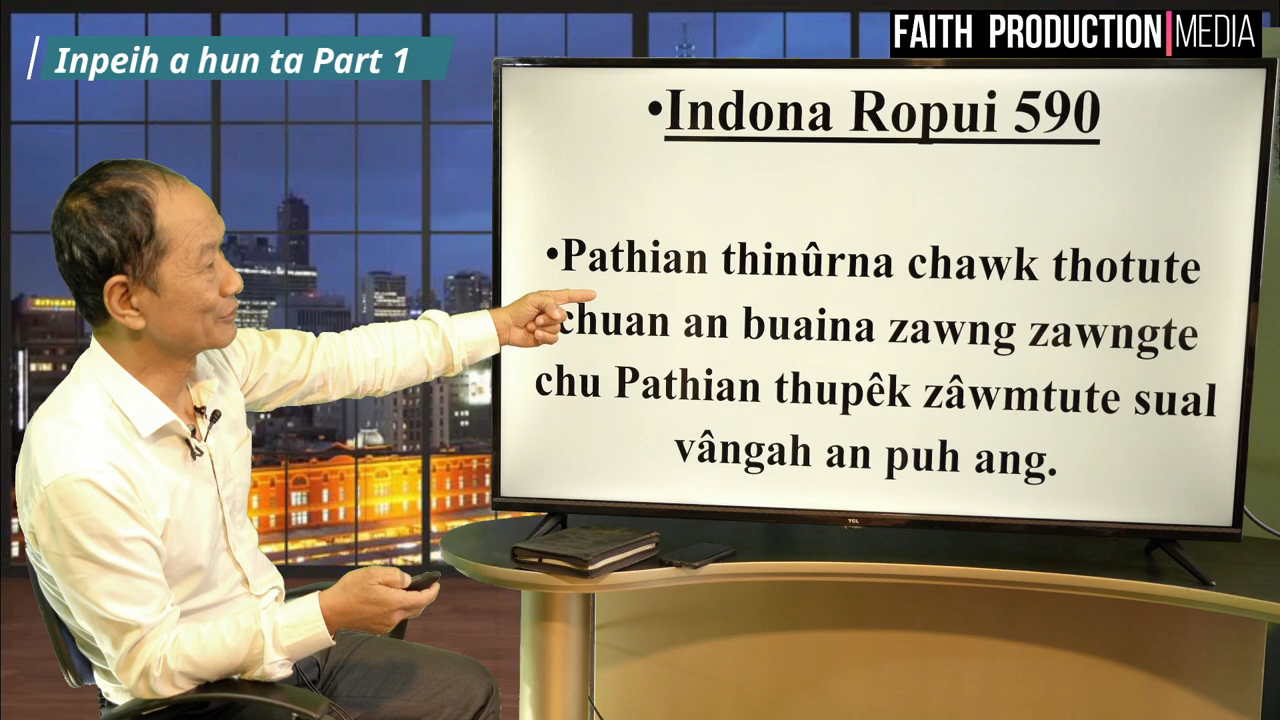 Inpeih a hun ta Part 1
FAITH PRODUCTION MEDIA
•Indona Ropui 590
•Pathian thinûrna chawk thotute
chuan an buaina zawng zawngte
chu Pathian thupêk zâwmtute sual
vângah an puh ang.
TCL